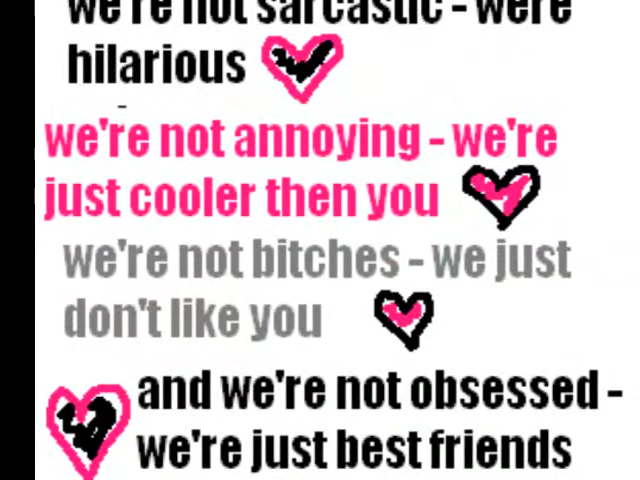 we're not sarcastic - were
hilarious
we're not annoying - we're
just cooler then you
we're not bitches - we just
don't like you
and we're not obsessed -
we're just best friends